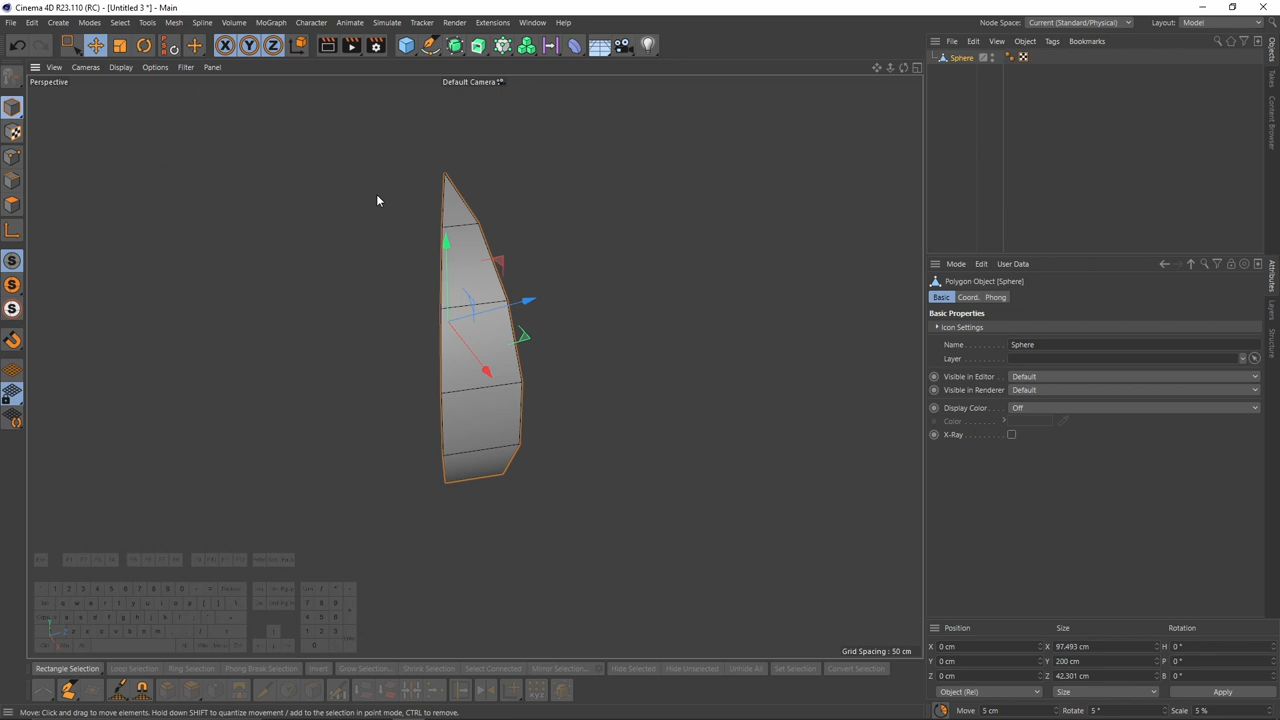 Cinema 4D R23.110 (RC) - [Untitled 3 *] - Main
File Edit Create Modes Select Tools Mesh Spline Volume MoGraph Character Animate Simulate Tracker Render Extensions Window Help
Node Space: Current (Standard/Physical) Layout: Model
View Cameras Display Options Filter Panel
File Edit View Object Tags Bookmarks
Perspective
Default Camera
Sphere
Objects
Takes
Content Browser
Mode Edit User Data
Attributes
Layers
Structure
Polygon Object [Sphere]
Basic Coord. Phong
Basic Properties
Icon Settings
Name Sphere
Layer
Visible in Editor Default
Visible in Renderer Default
Display Color Off
Color
X-Ray
Grid Spacing : 50 cm
Position Size Rotation
X 0 cm X 97.493 cm H 0 °
Y 0 cm Y 200 cm P 0 °
Z 0 cm Z 42.301 cm B 0 °
Object (Rel) Size Apply
Rectangle Selection Loop Selection Ring Selection Phong Break Selection Invert Grow Selection Shrink Selection Select Connected Mirror Selection... Hide Selected Hide Unselected Unhide All Set Selection Convert Selection
Move 5 cm Rotate 5 ° Scale 5 %
Move: Click and drag to move elements. Hold down SHIFT to quantize movement / add to the selection in point mode, CTRL to remove.